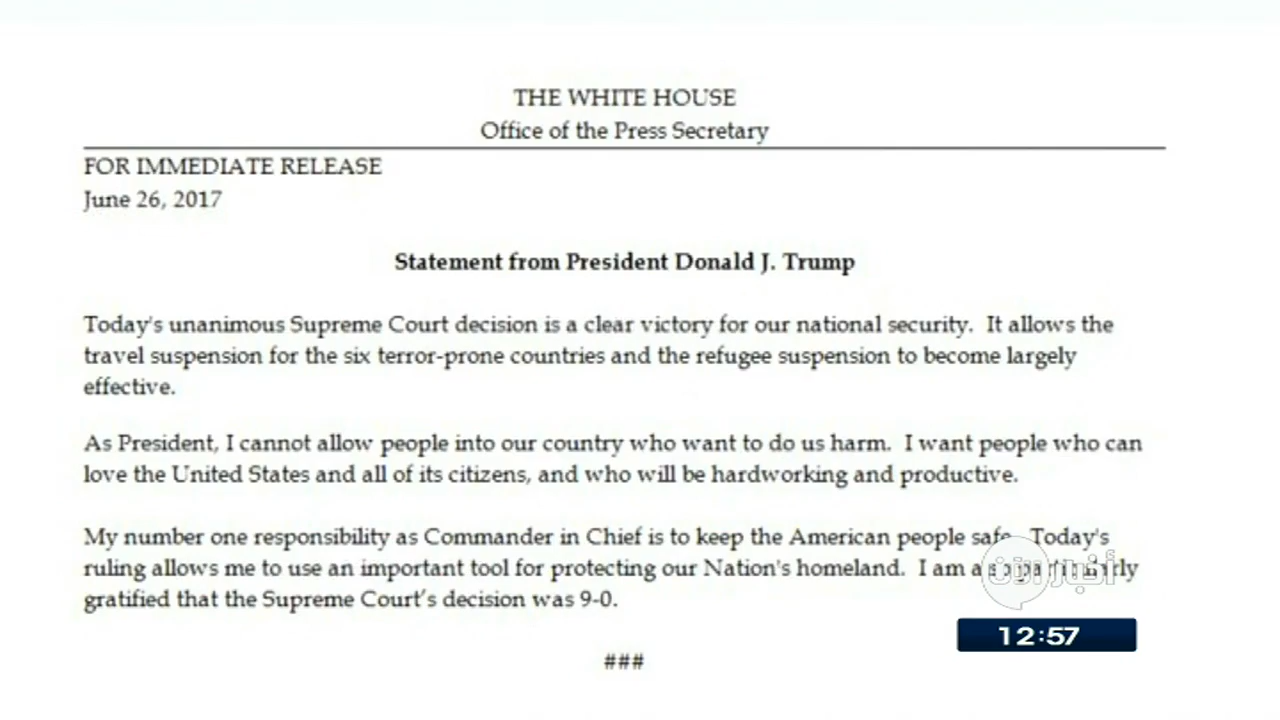 THE WHITE HOUSE
Office of the Press Secretary
FOR IMMEDIATE RELEASE
June 26, 2017
Statement from President Donald J. Trump
Today's unanimous Supreme Court decision is a clear victory for our national security. It allows the
travel suspension for the six terror-prone countries and the refugee suspension to become largely
effective.
As President, I cannot allow people into our country who want to do us harm. I want people who can
love the United States and all of its citizens, and who will be hardworking and productive.
My number one responsibility as Commander in Chief is to keep the American people safe. Today's
ruling allows me to use an important tool for protecting our Nation's homeland. I am also
gratified that the Supreme Court's decision was 9-0.
أخبار الآن
12:57
###